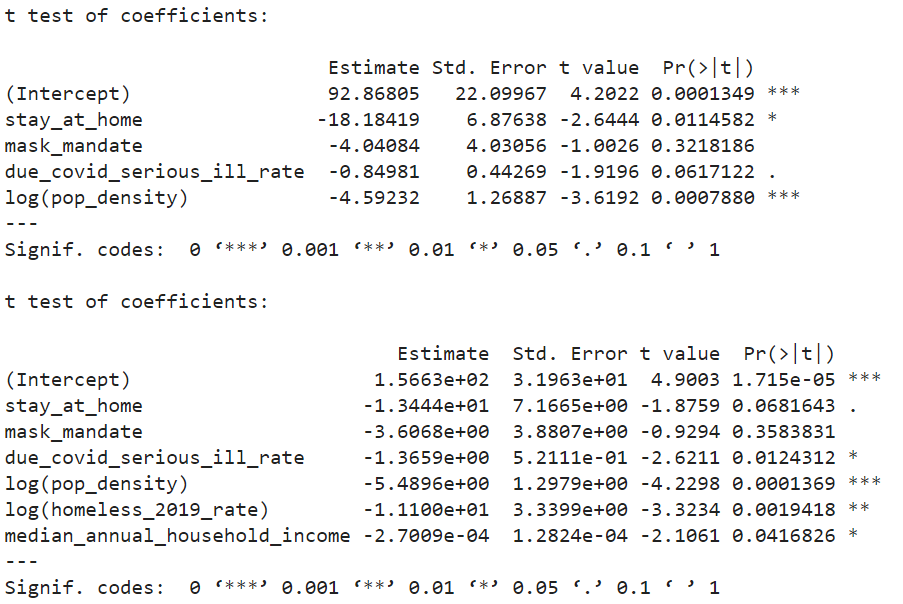 t test of coefficients:
Estimate Std. Error t value Pr(>|t|)
(Intercept) 92.86805 22.09967 4.2022 0.0001349 ***
stay_at_home -18.18419 6.87638 -2.6444 0.0114582 *
mask_mandate -4.04084 4.03056 -1.0026 0.3218186
due_covid_serious_ill_rate -0.84981 0.44269 -1.9196 0.0617122 .
log(pop_density) -4.59232 1.26887 -3.6192 0.0007880 ***
---
Signif. codes: 0 ‘***’ 0.001 ‘**’ 0.01 ‘*’ 0.05 ‘.’ 0.1 ‘ ’ 1
t test of coefficients:
Estimate Std. Error t value Pr(>|t|)
(Intercept) 1.5663e+02 3.1963e+01 4.9003 1.715e-05 ***
stay_at_home -1.3444e+01 7.1665e+00 -1.8759 0.0681643 .
mask_mandate -3.6068e+00 3.8807e+00 -0.9294 0.3583831
due_covid_serious_ill_rate -1.3659e+00 5.2111e-01 -2.6211 0.0124312 *
log(pop_density) -5.4896e+00 1.2979e+00 -4.2298 0.0001369 ***
log(homeless_2019_rate) -1.1100e+01 3.3399e+00 -3.3234 0.0019418 **
median_annual_household_income -2.7009e-04 1.2824e-04 -2.1061 0.0416826 *
---
Signif. codes: 0 ‘***’ 0.001 ‘**’ 0.01 ‘*’ 0.05 ‘.’ 0.1 ‘ ’ 1